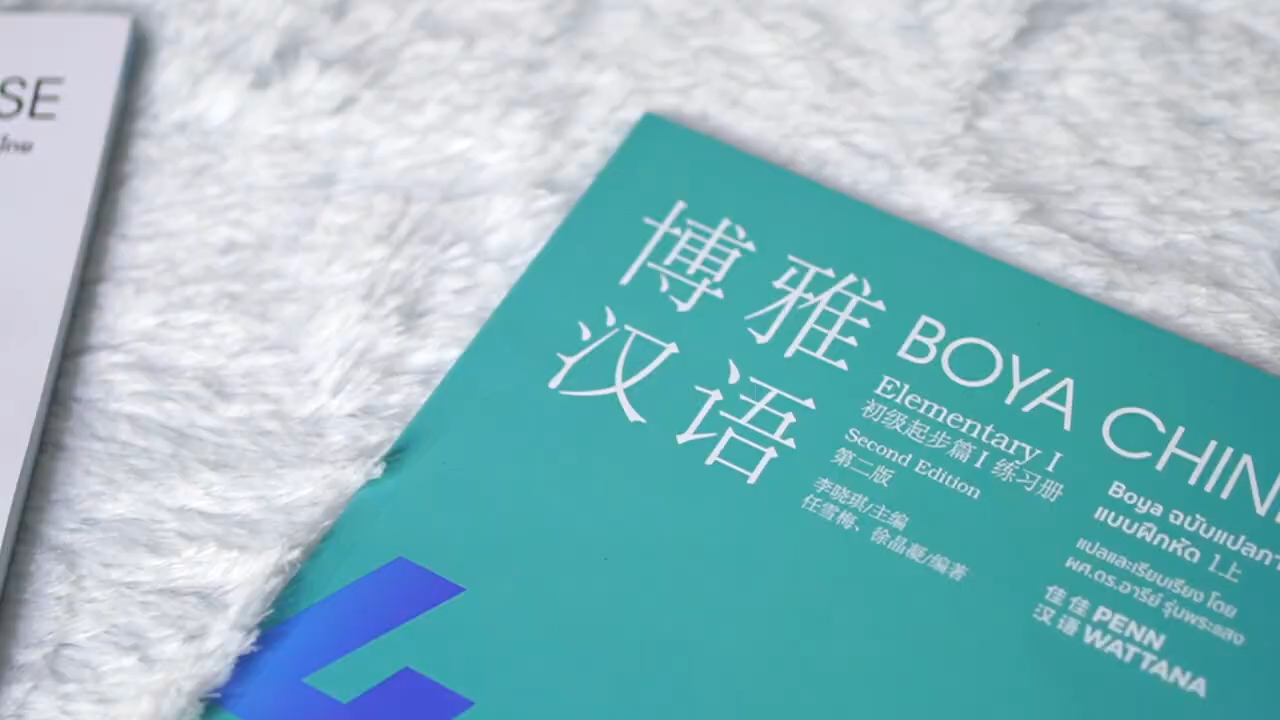 SE
โดย
博雅
汉语
BOYA CHIN
Elementary I
初级起步篇 I 练习册
Second Edition
第二版
李晓琪/主编
任雪梅、徐晶凝/编著
Boya ฉบับแปลภา
แบบฝึกหัด 1上
แปลและเรียบเรียง โดย
ผศ.ดร.อารีย์ รุ่มพระแสง
佳佳 PENN
汉语 WATTANA